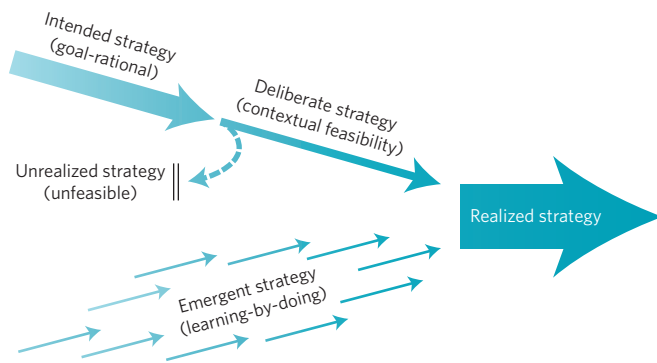 Intended strategy
(goal-rational)
Deliberate strategy
(contextual feasibility)
Unrealized strategy
(unfeasible)
Realized strategy
Emergent strategy
(learning-by-doing)